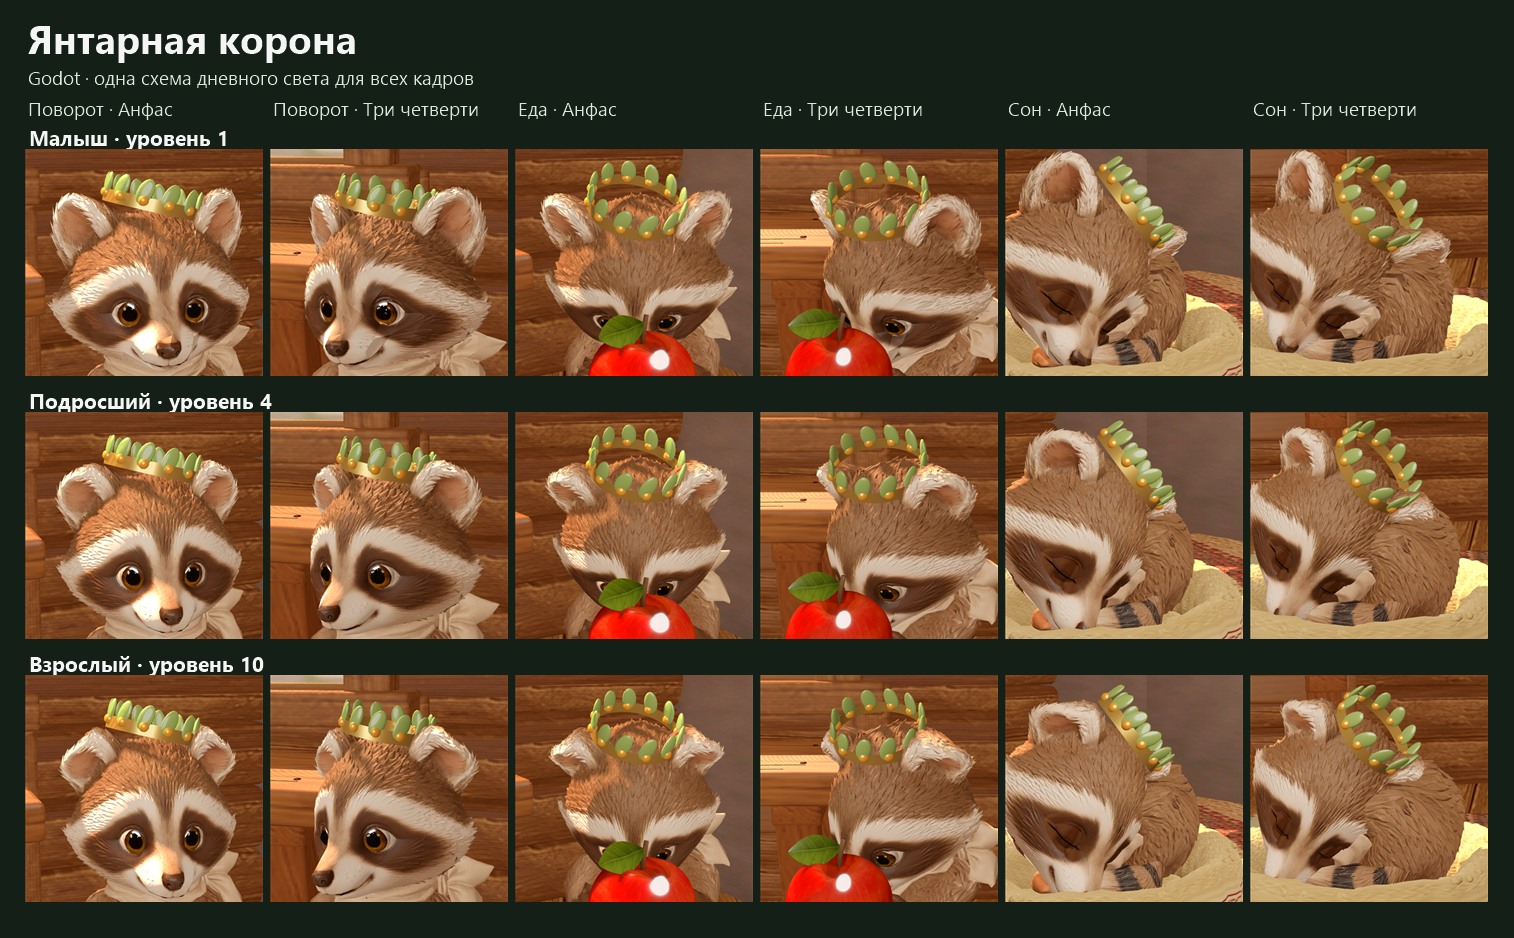 Янтарная корона
Godot · одна схема дневного света для всех кадров
Поворот · Анфас
Поворот · Три четверти
Еда · Анфас
Еда · Три четверти
Сон · Анфас
Сон · Три четверти
Малыш · уровень 1
Подросший · уровень 4
Взрослый · уровень 10